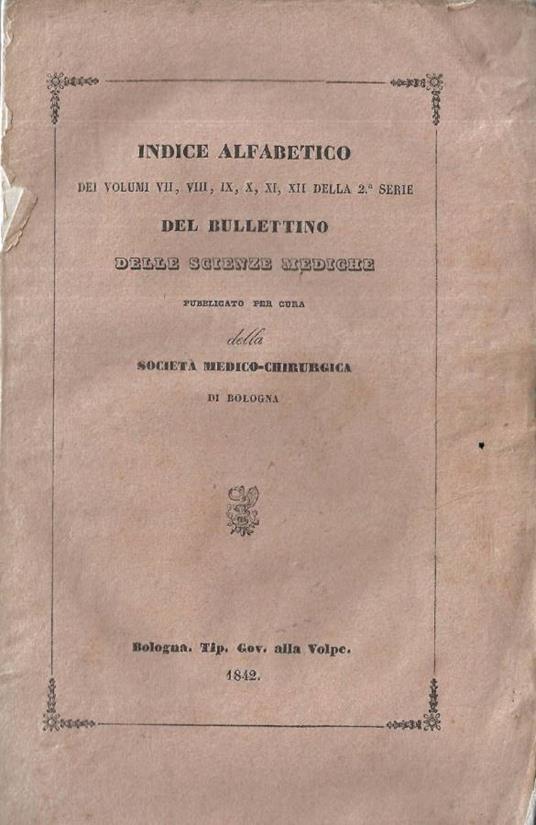 INDICE ALFABETICO
DEI VOLUMI VII, VIII, IX, X, XI, XII DELLA 2.ª SERIE
DEL BULLETTINO
DELLE SCIENZE MEDICHE
PUBBLICATO PER CURA
della
SOCIETÀ MEDICO-CHIRURGICA
DI BOLOGNA
Bologna. Tip. Gov. alla Volpe.
1842.